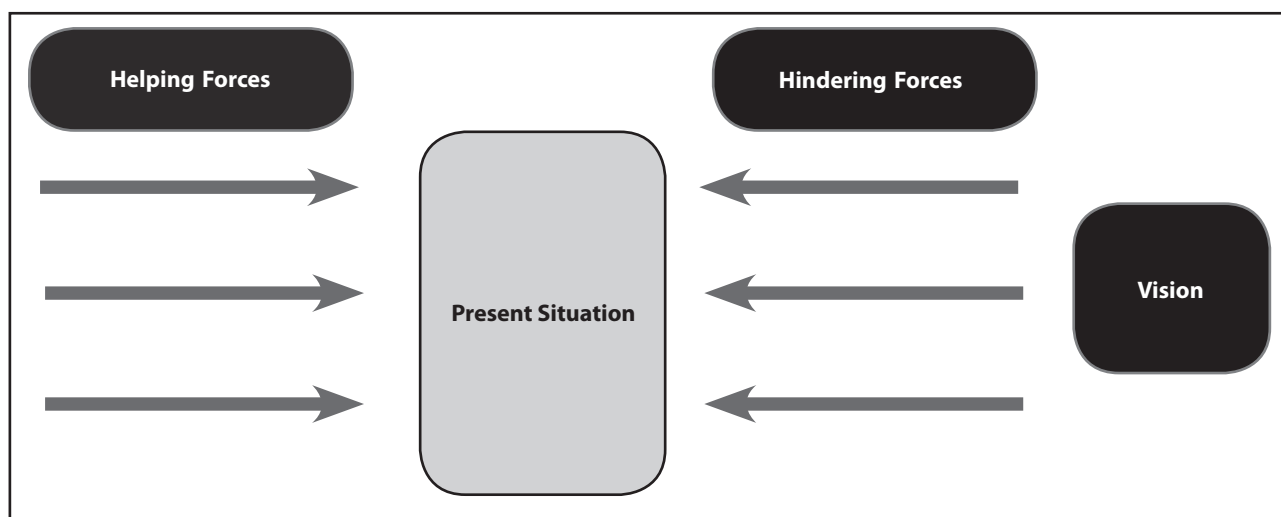 Helping Forces
Hindering Forces
Present Situation
Vision